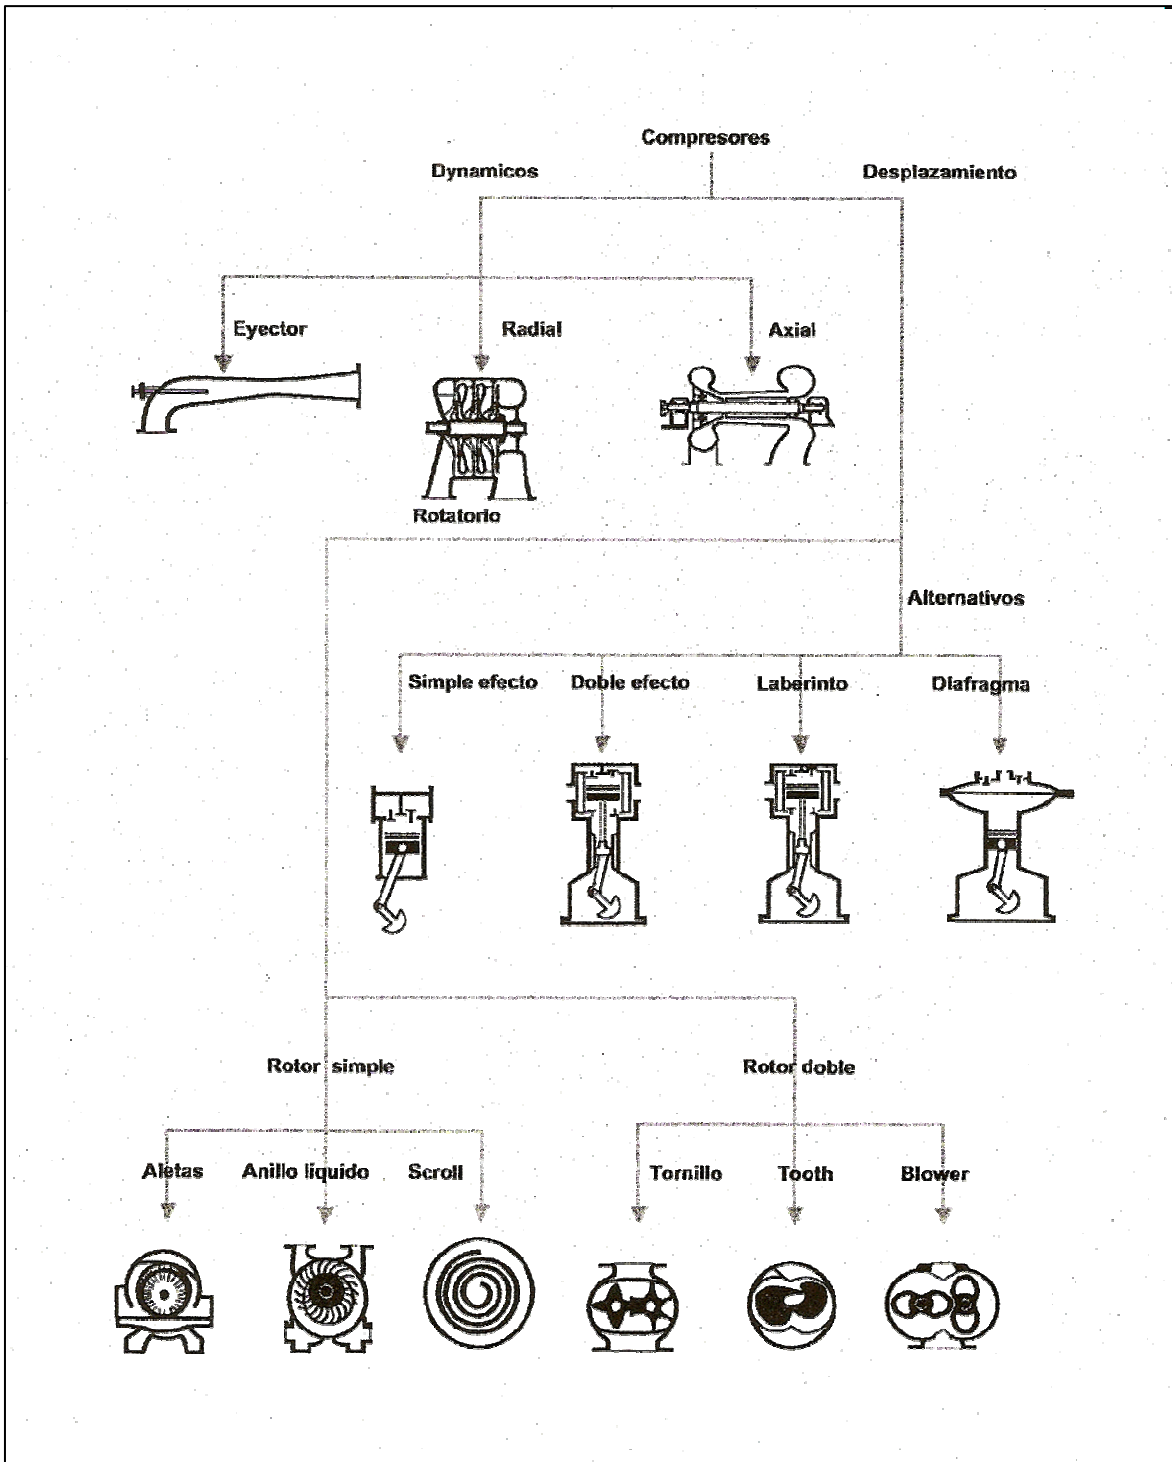 Compresores
Dynamicos
Desplazamiento
Eyector
Radial
Axial
Rotatorio
Alternativos
Simple efecto
Doble efecto
Laberinto
Diafragma
Rotor simple
Rotor doble
Aletas
Anillo liquido
Scroll
Tornillo
Tooth
Blower